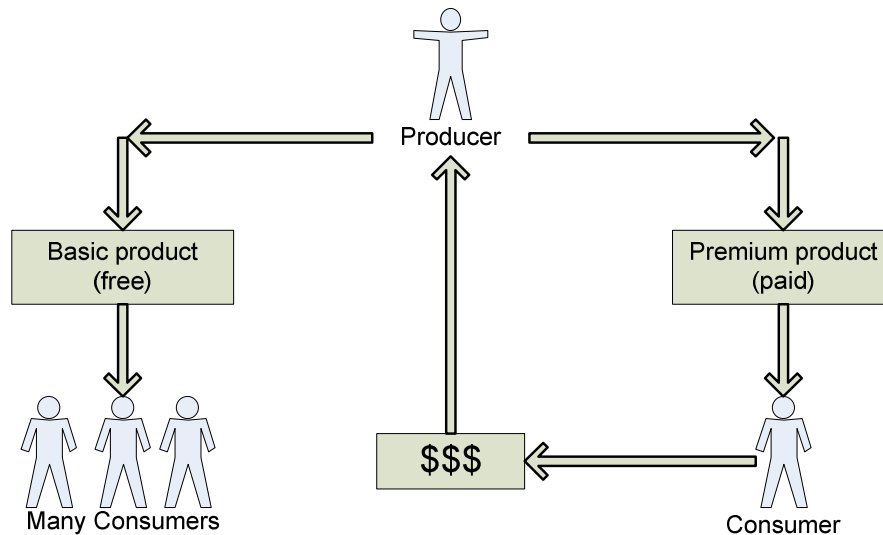 Producer
Basic product
(free)
Premium product
(paid)
$$$
Many Consumers
Consumer